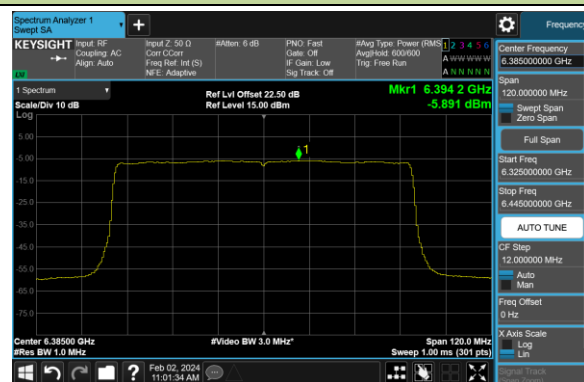 Spectrum Analyzer 1
Swept SA
Frequency
KEYSIGHT
Input: RF
Coupling: AC
Align: Auto
Input Z: 50 Ω
Corr CCorr
Freq Ref: Int (S)
NFE: Adaptive
#Atten: 6 dB
PNO: Fast
Gate: Off
IF Gain: Low
Sig Track: Off
#Avg Type: Power (RMS
Avg|Hold: 600/600
Trig: Free Run
1 2 3 4 5 6
A W W W W W
A N N N N N
LXI
1 Spectrum
Scale/Div 10 dB
Log
Ref Lvl Offset 22.50 dB
Ref Level 15.00 dBm
Mkr1 6.394 2 GHz
-5.891 dBm
1
5.00
-5.00
-15.0
-25.0
-35.0
-45.0
-55.0
-65.0
-75.0
Center 6.38500 GHz
#Res BW 1.0 MHz
#Video BW 3.0 MHz*
Span 120.0 MHz
Sweep 1.00 ms (301 pts)
Center Frequency
6.385000000 GHz
Span
120.000000 MHz
Swept Span
Zero Span
Full Span
Start Freq
6.325000000 GHz
Stop Freq
6.445000000 GHz
AUTO TUNE
CF Step
12.000000 MHz
Auto
Man
Freq Offset
0 Hz
X Axis Scale
Log
Lin
Signal Track
Feb 02, 2024
11:01:34 AM